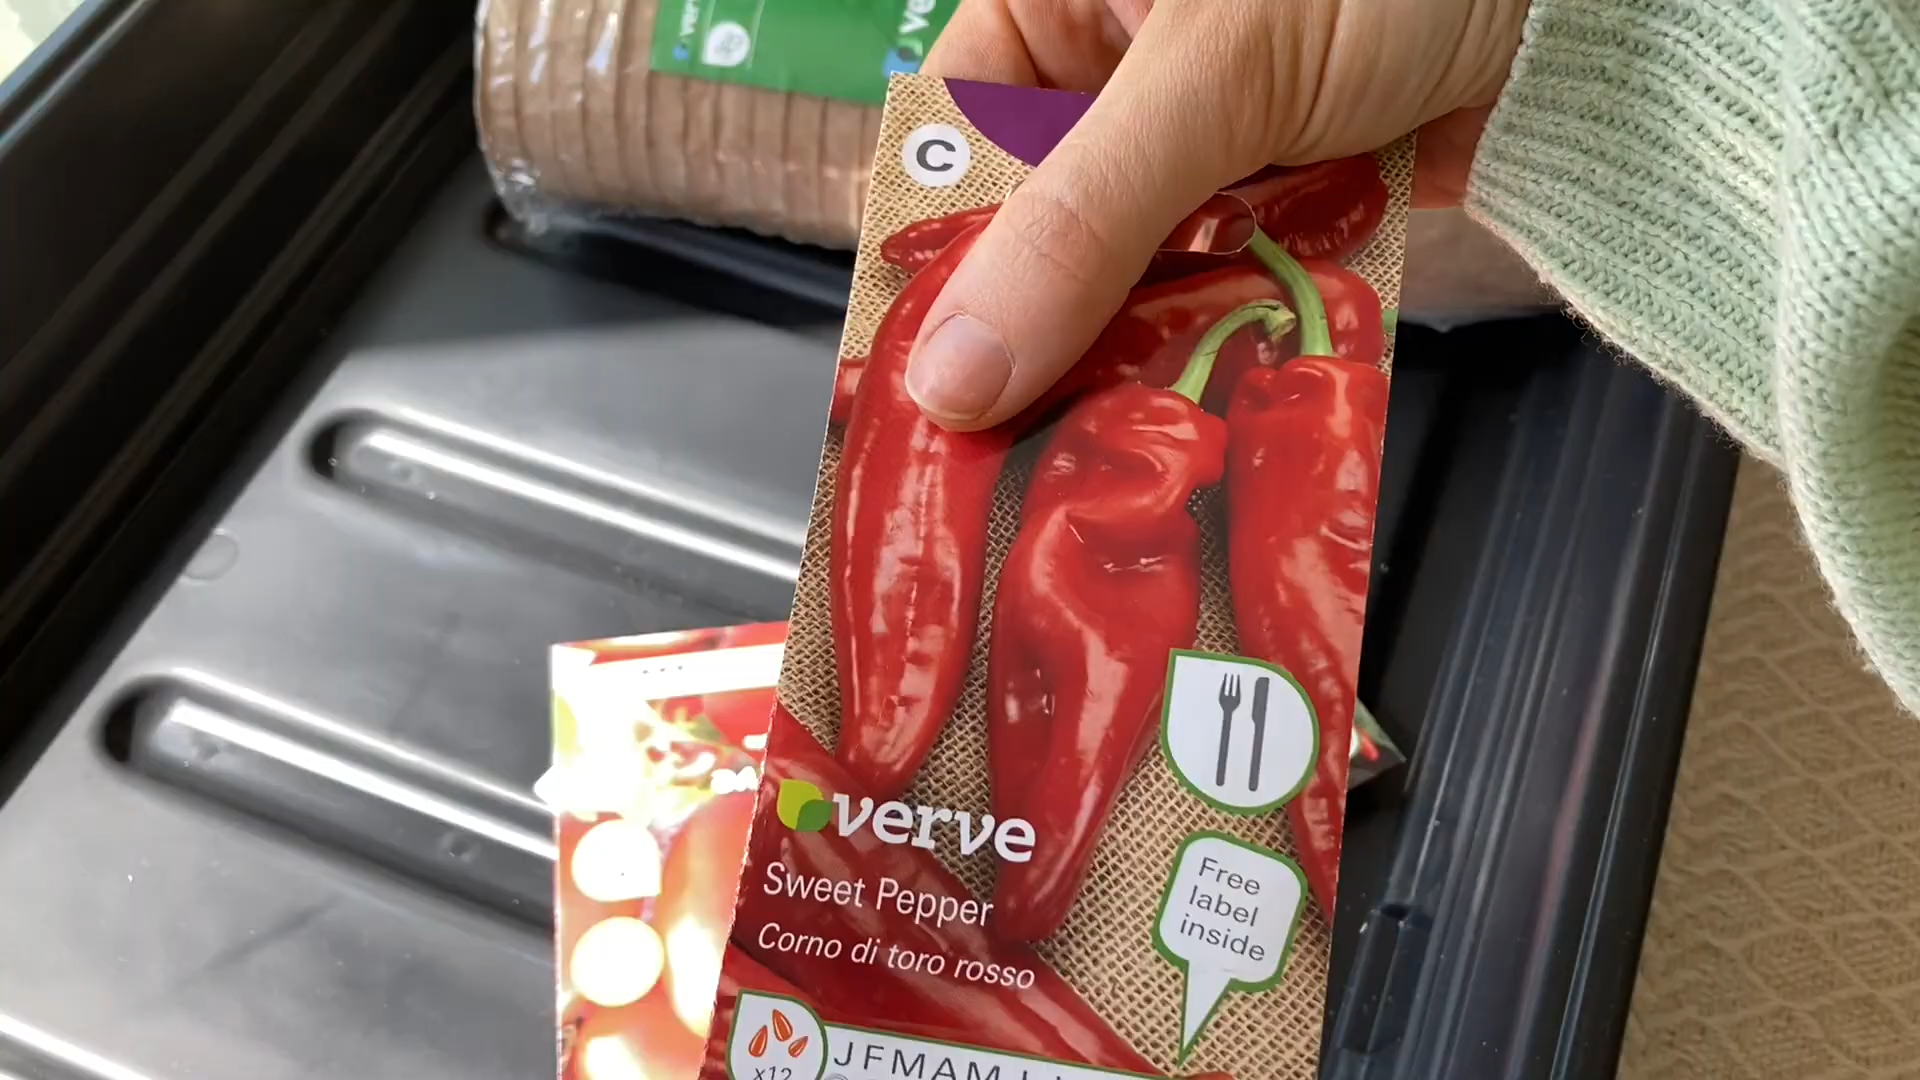 C
verve
Sweet Pepper
Corno di toro rosso
Free
label
inside
x12
JFMAM